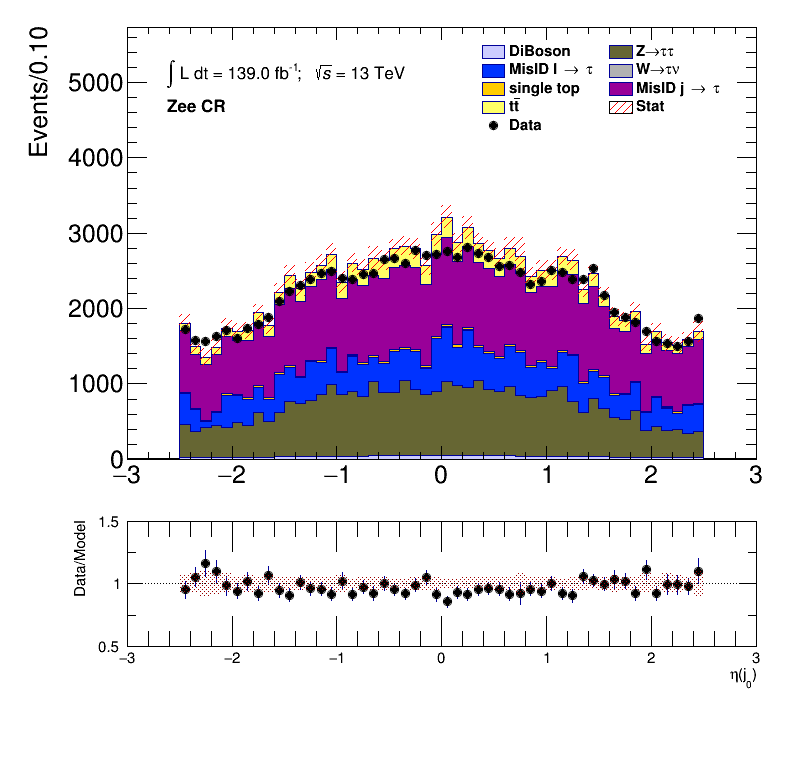 Events/0.10
5000
4000
3000
2000
1000
0
−3 −2 −1 0 1 2 3
∫ L dt = 139.0 fb⁻¹; √s = 13 TeV
Zee CR
DiBoson
MisID l → τ
single top
tt̄
Data
Z→ττ
W→τν
MisID j → τ
Stat
Data/Model
1.5
1
0.5
−3 −2 −1 0 1 2 3
η(j₀)